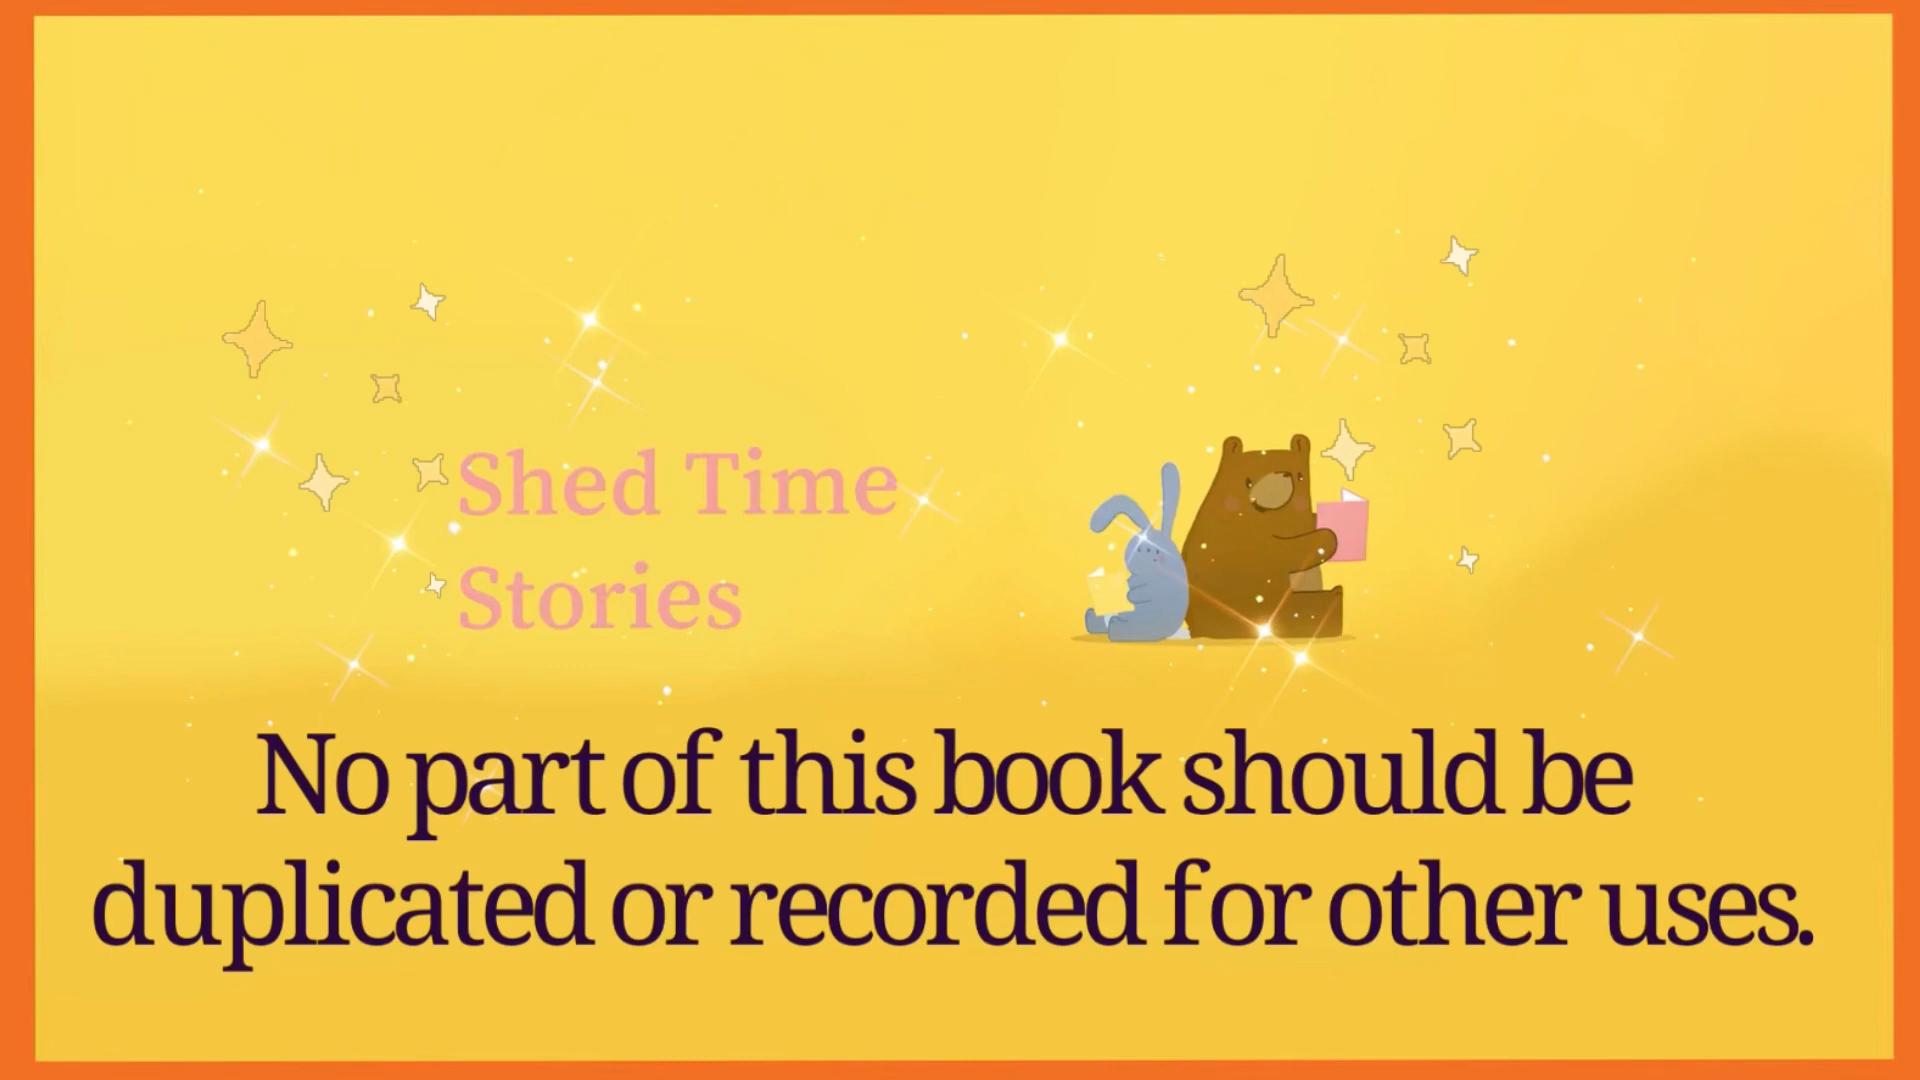 Shed Time
Stories
No part of this book should be
duplicated or recorded for other uses.